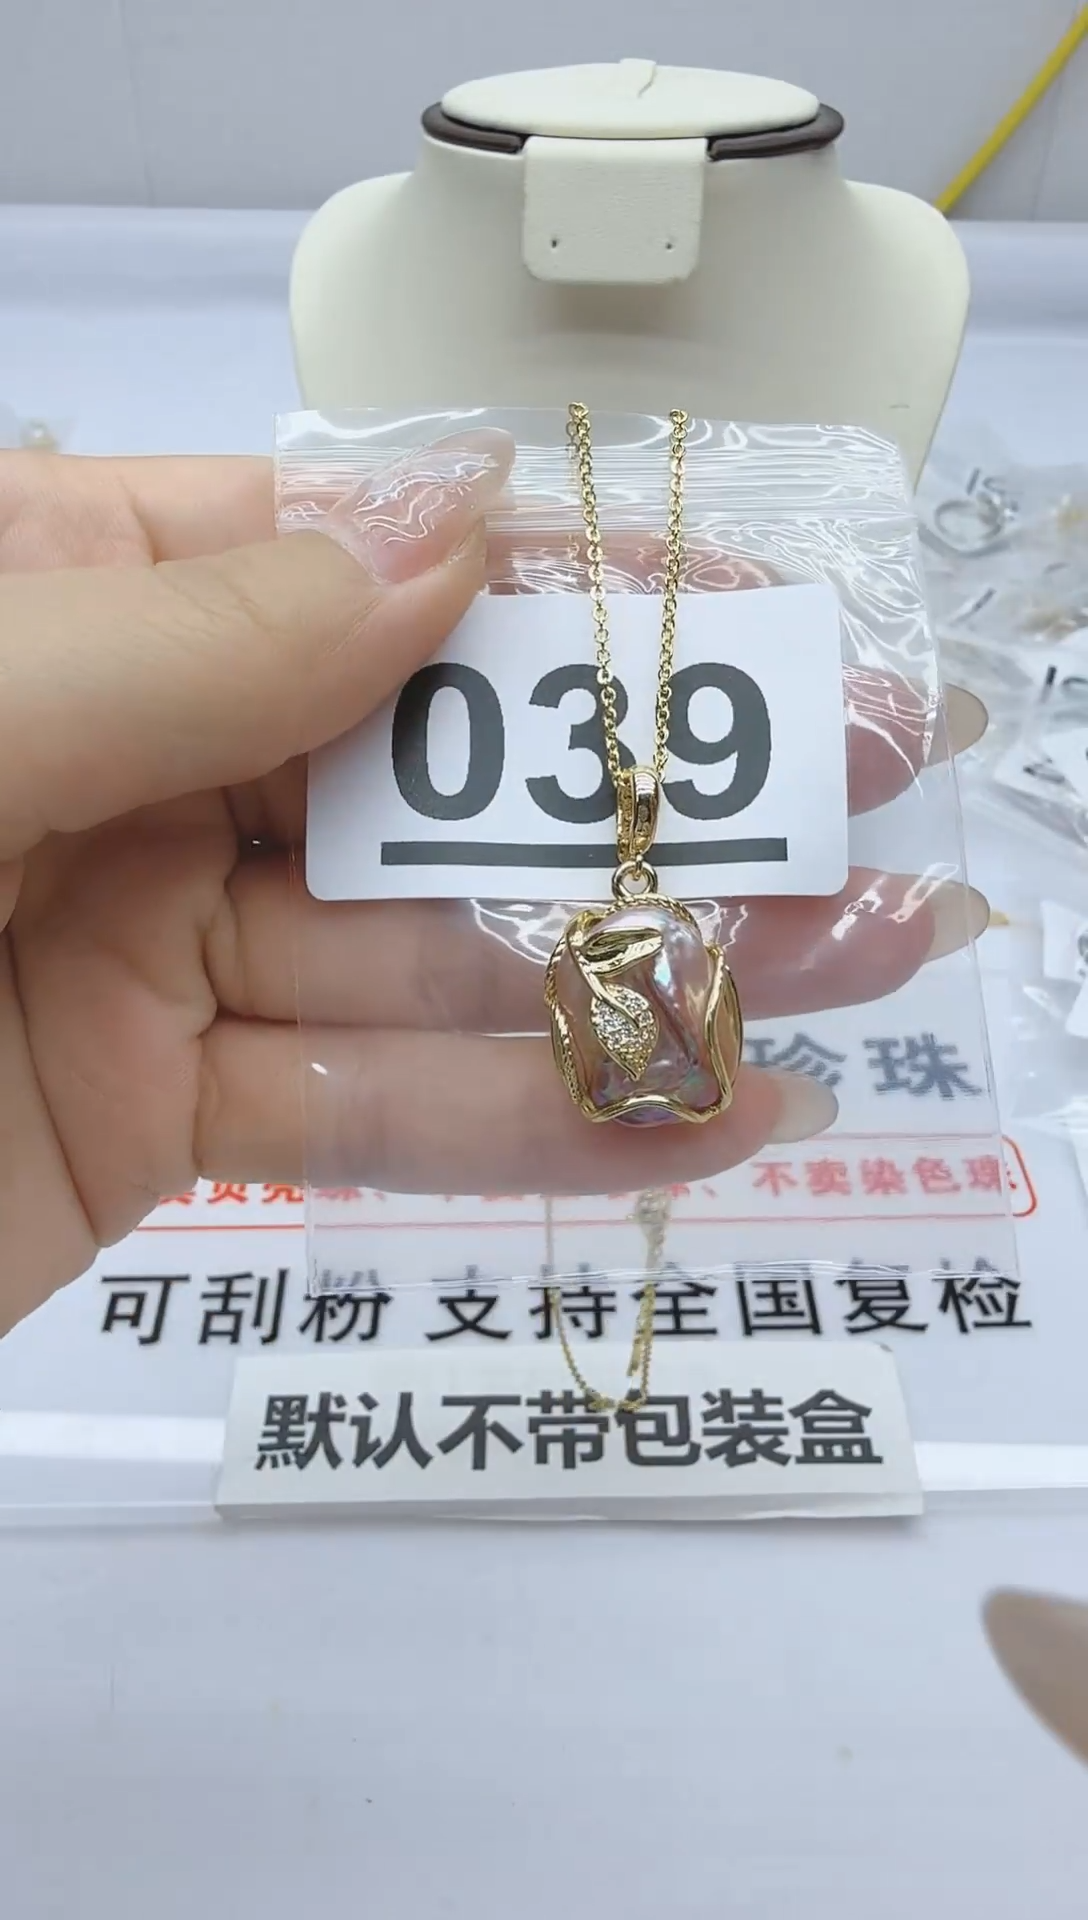 039
珍珠
不卖染色珠
可刮粉 支持全国复检
默认不带包装盒